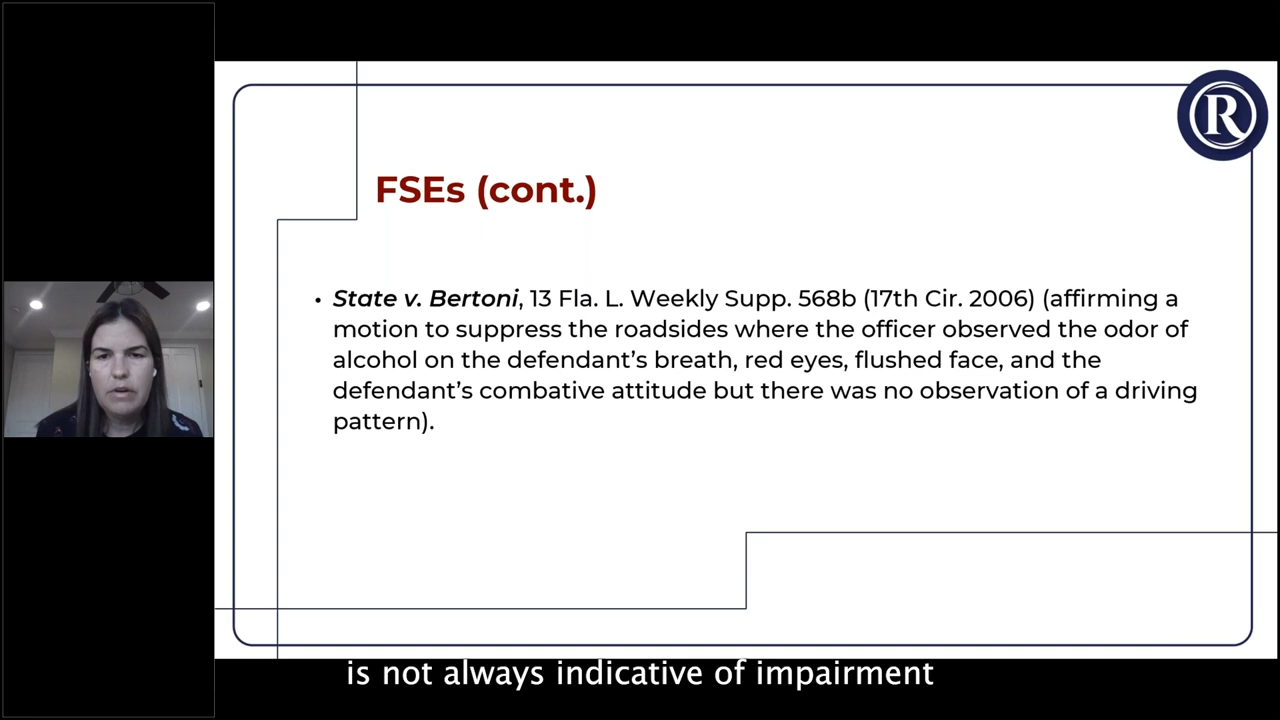 R
FSEs (cont.)
• State v. Bertoni, 13 Fla. L. Weekly Supp. 568b (17th Cir. 2006) (affirming a
motion to suppress the roadsides where the officer observed the odor of
alcohol on the defendant’s breath, red eyes, flushed face, and the
defendant’s combative attitude but there was no observation of a driving
pattern).
is not always indicative of impairment